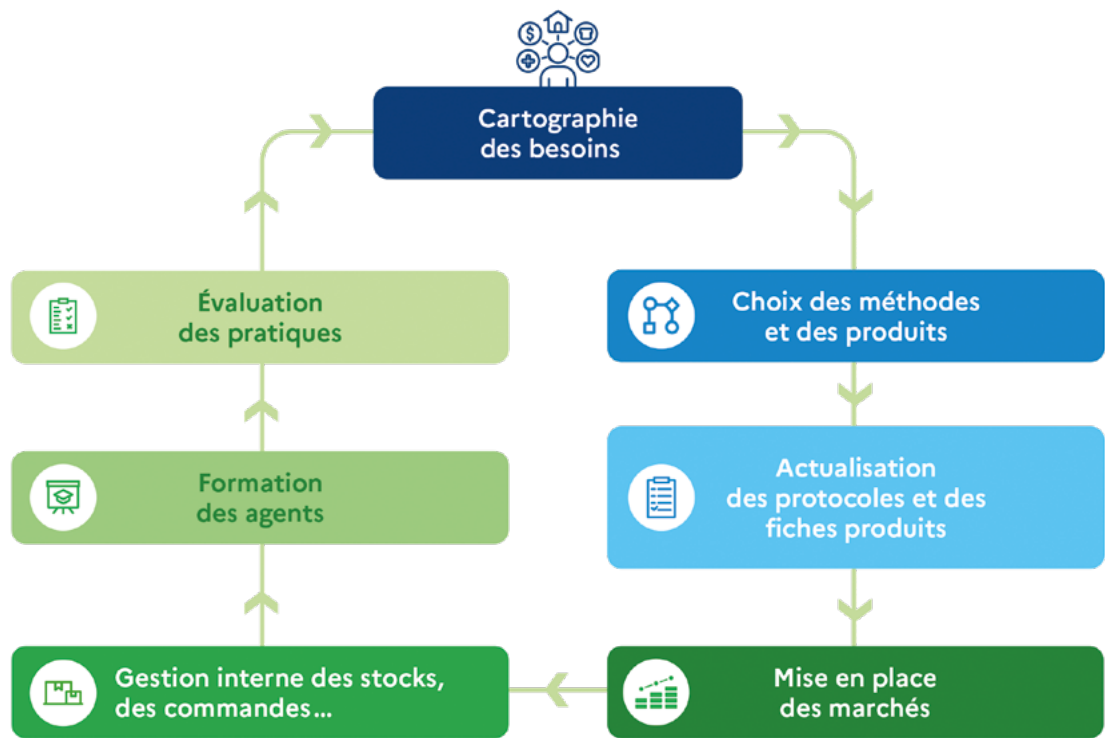 Cartographie
des besoins
Choix des méthodes
et des produits
Actualisation
des protocoles et des
fiches produits
Mise en place
des marchés
Gestion interne des stocks,
des commandes...
Formation
des agents
Évaluation
des pratiques